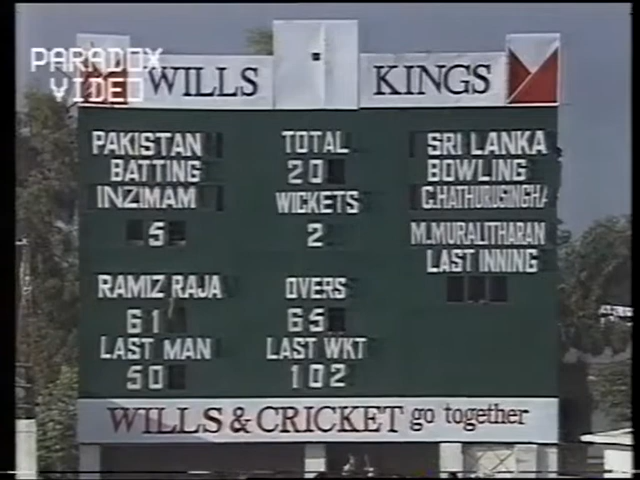 PARADOX
VIDEO
WILLS KINGS
PAKISTAN TOTAL SRI LANKA
BATTING 20 BOWLING
INZIMAM WICKETS C.HATHURUSINGHA
5 2 M.MURALITHARAN
LAST INNING
RAMIZ RAJA OVERS
61 65
LAST MAN LAST WKT
50 102
WILLS & CRICKET go together